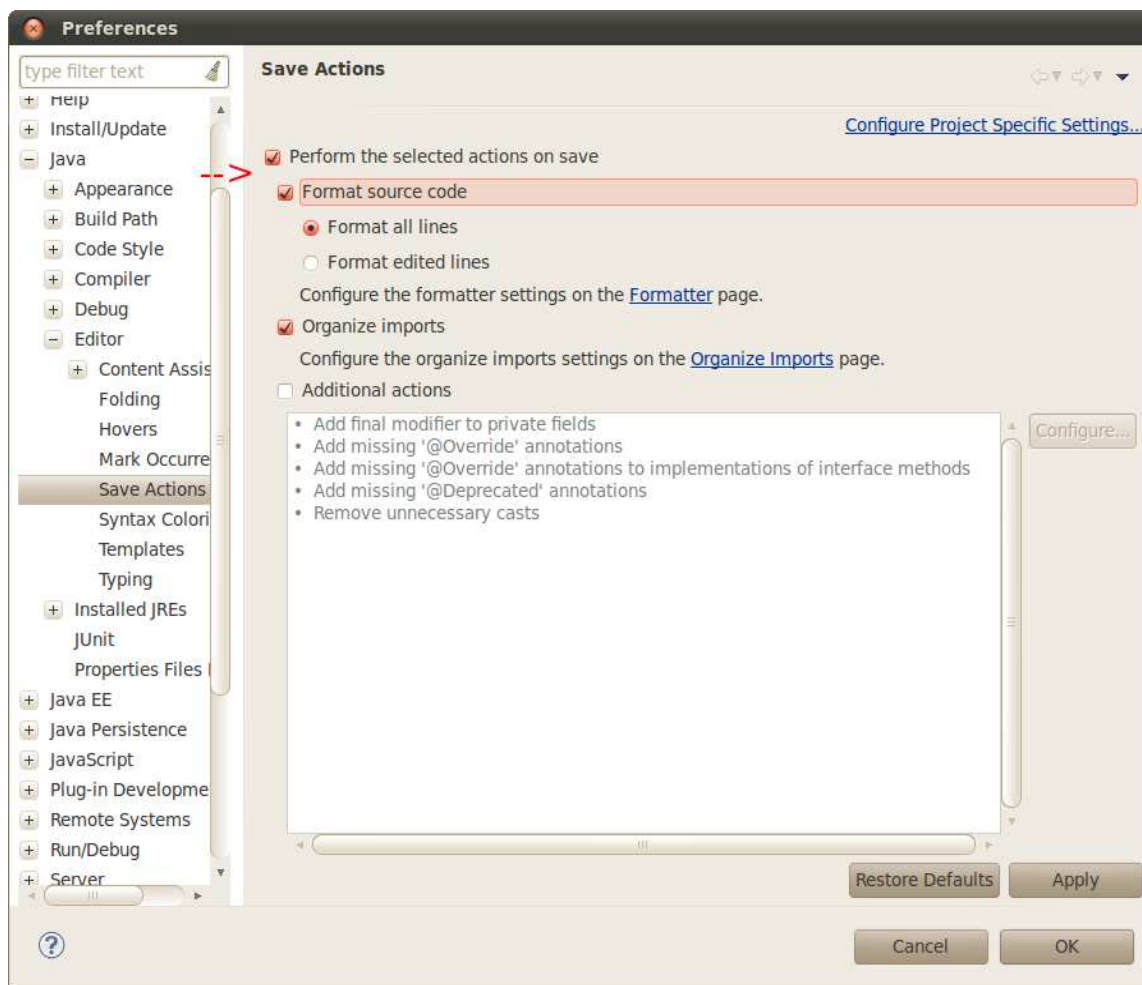 Preferences
type filter text
Help
Install/Update
Java
Appearance
Build Path
Code Style
Compiler
Debug
Editor
Content Assis
Folding
Hovers
Mark Occurre
Save Actions
Syntax Colori
Templates
Typing
Installed JREs
JUnit
Properties Files
Java EE
Java Persistence
JavaScript
Plug-in Developme
Remote Systems
Run/Debug
Server
Save Actions
Configure Project Specific Settings...
-->
Perform the selected actions on save
Format source code
Format all lines
Format edited lines
Configure the formatter settings on the Formatter page.
Organize imports
Configure the organize imports settings on the Organize Imports page.
Additional actions
• Add final modifier to private fields
• Add missing '@Override' annotations
• Add missing '@Override' annotations to implementations of interface methods
• Add missing '@Deprecated' annotations
• Remove unnecessary casts
Configure...
Restore Defaults Apply
Cancel OK